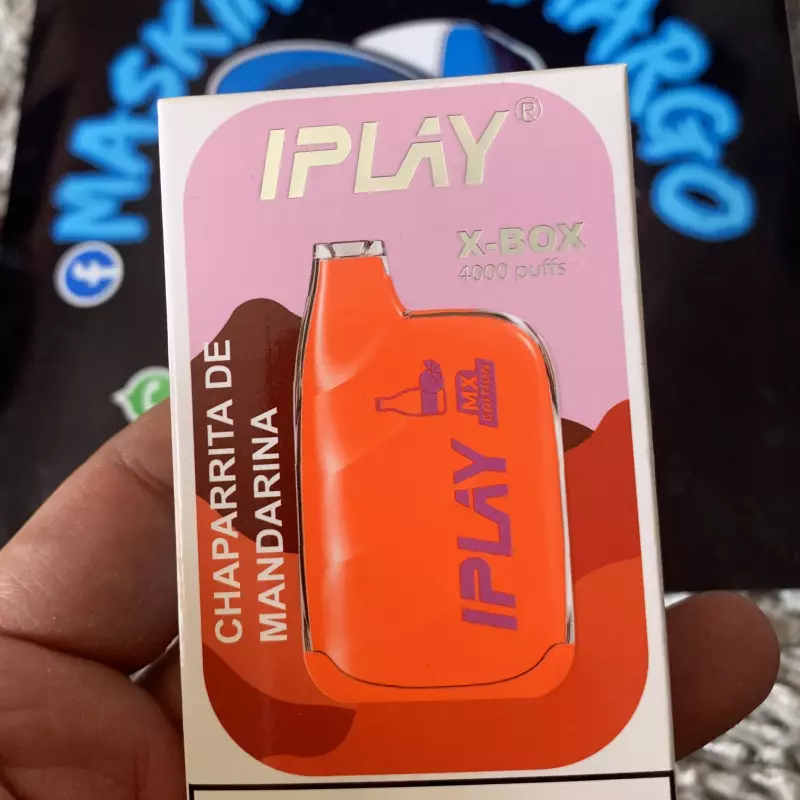 IPLAY®
X-BOX
4000 puffs
CHAPARRITA DE
MANDARINA
MX
EDITION
IPLAY